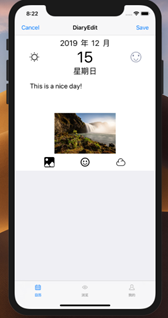 8:22
Cancel DiaryEdit Save
2019 年 12 月
15
星期日
This is a nice day!